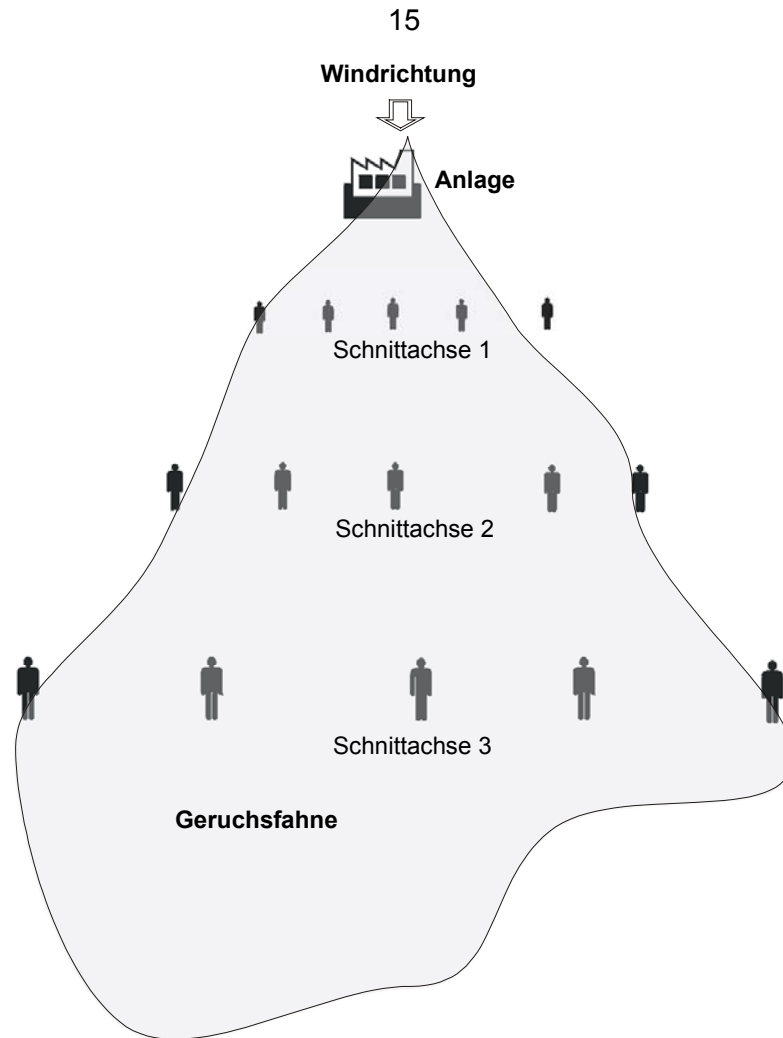 15
Windrichtung
Anlage
Schnittachse 1
Schnittachse 2
Schnittachse 3
Geruchsfahne